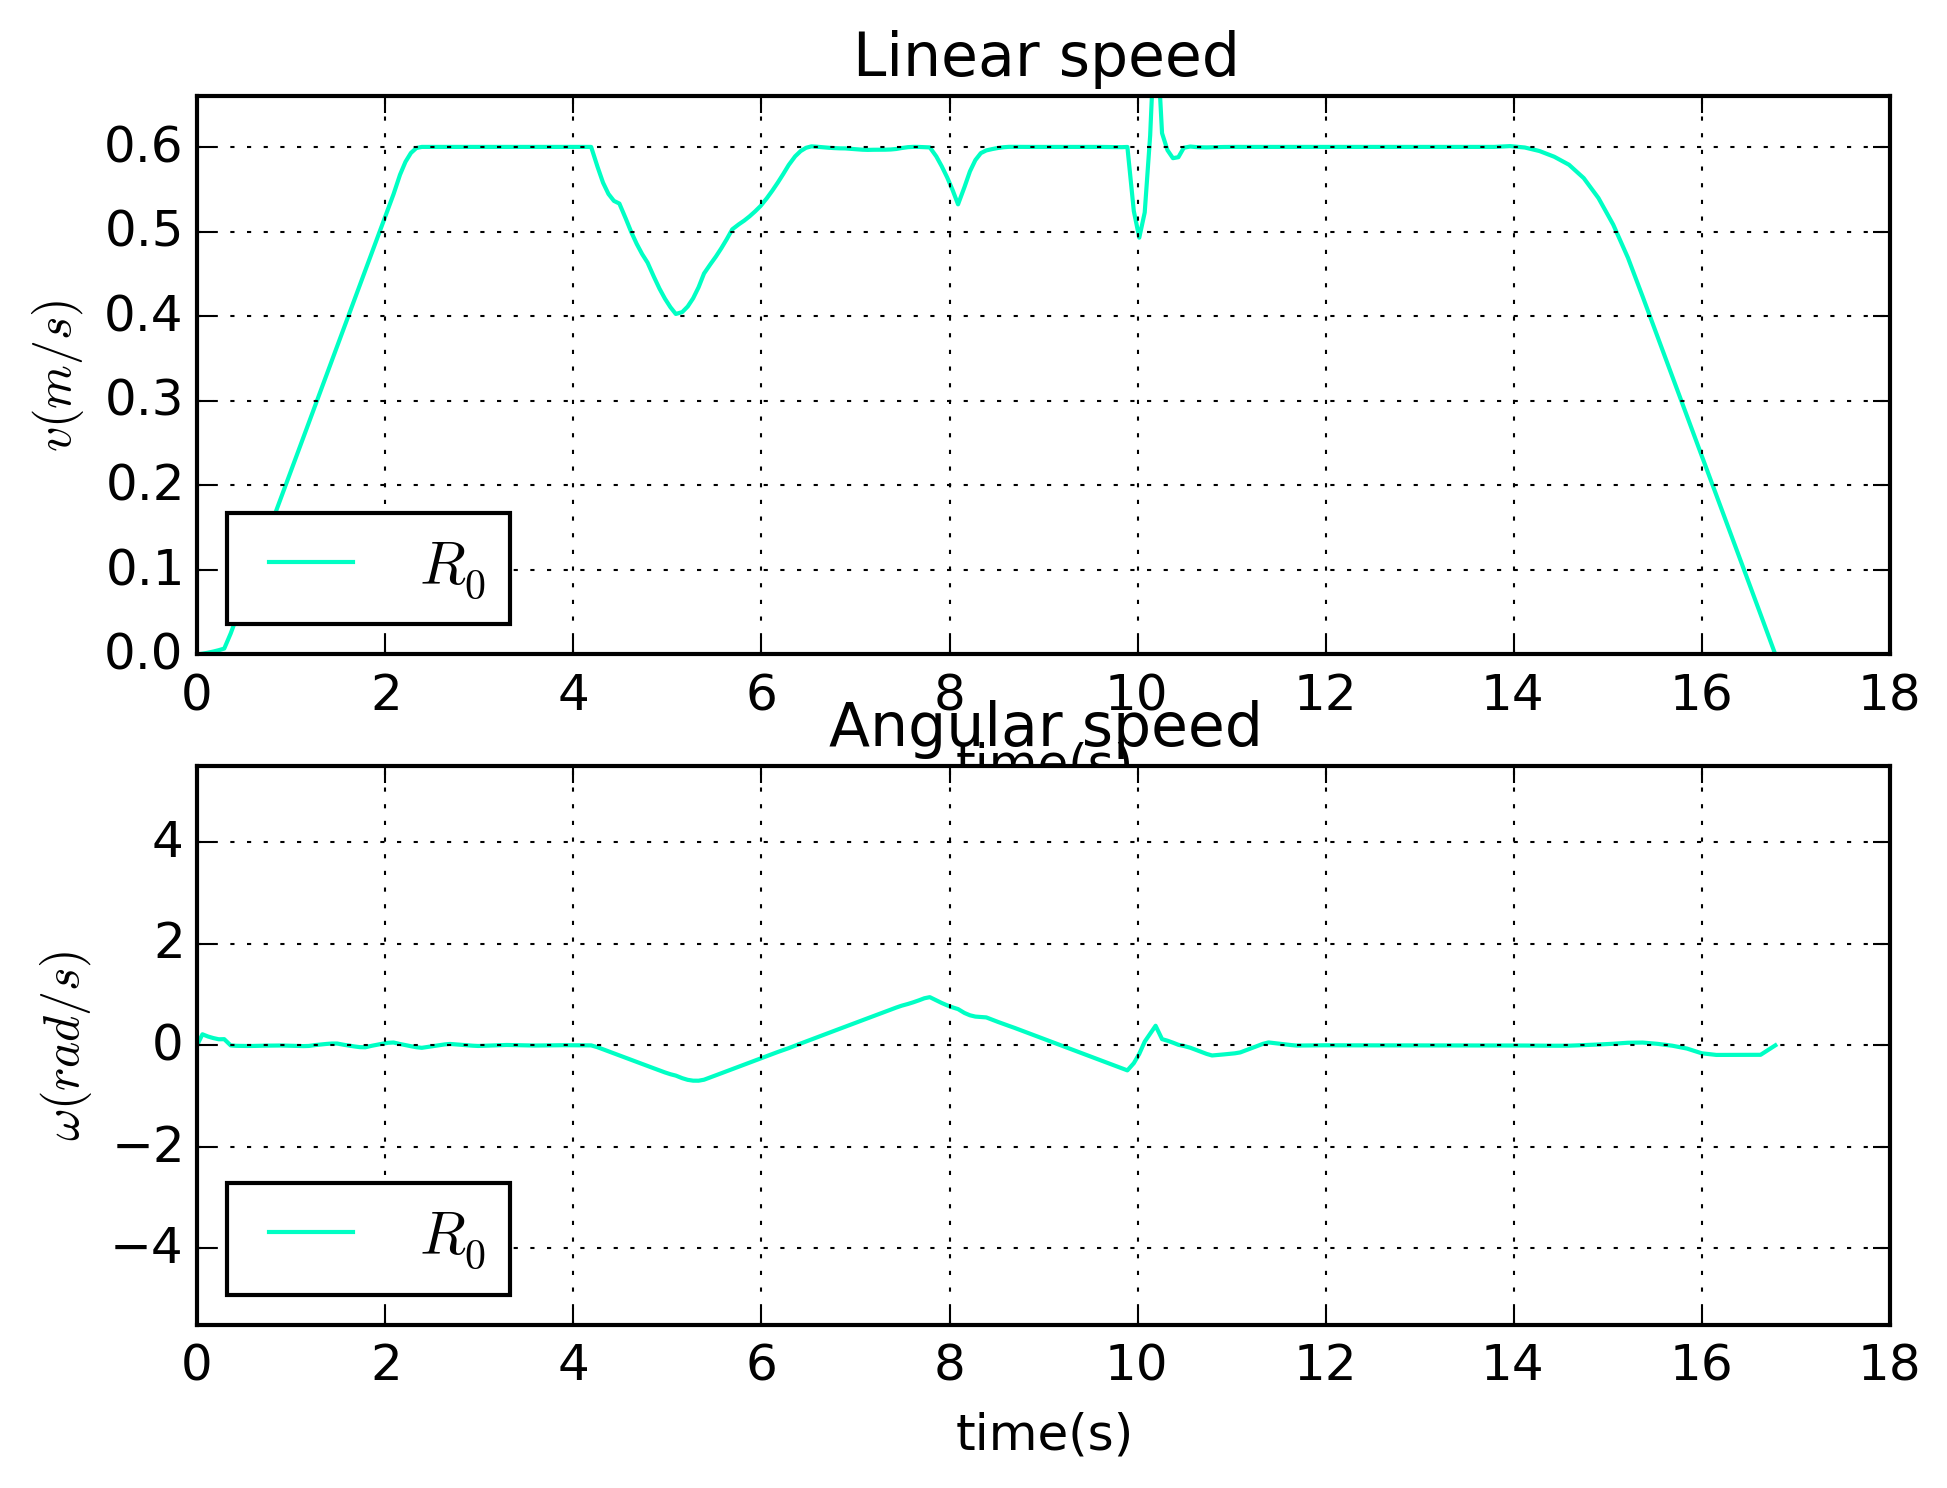 Linear speed
0.6
0.5
0.4
0.3
0.2
0.1
0.0
v(m/s)
R0
0 2 4 6 8 10 12 14 16 18
time(s)
Angular speed
4
2
0
−2
−4
ω(rad/s)
R0
0 2 4 6 8 10 12 14 16 18
time(s)